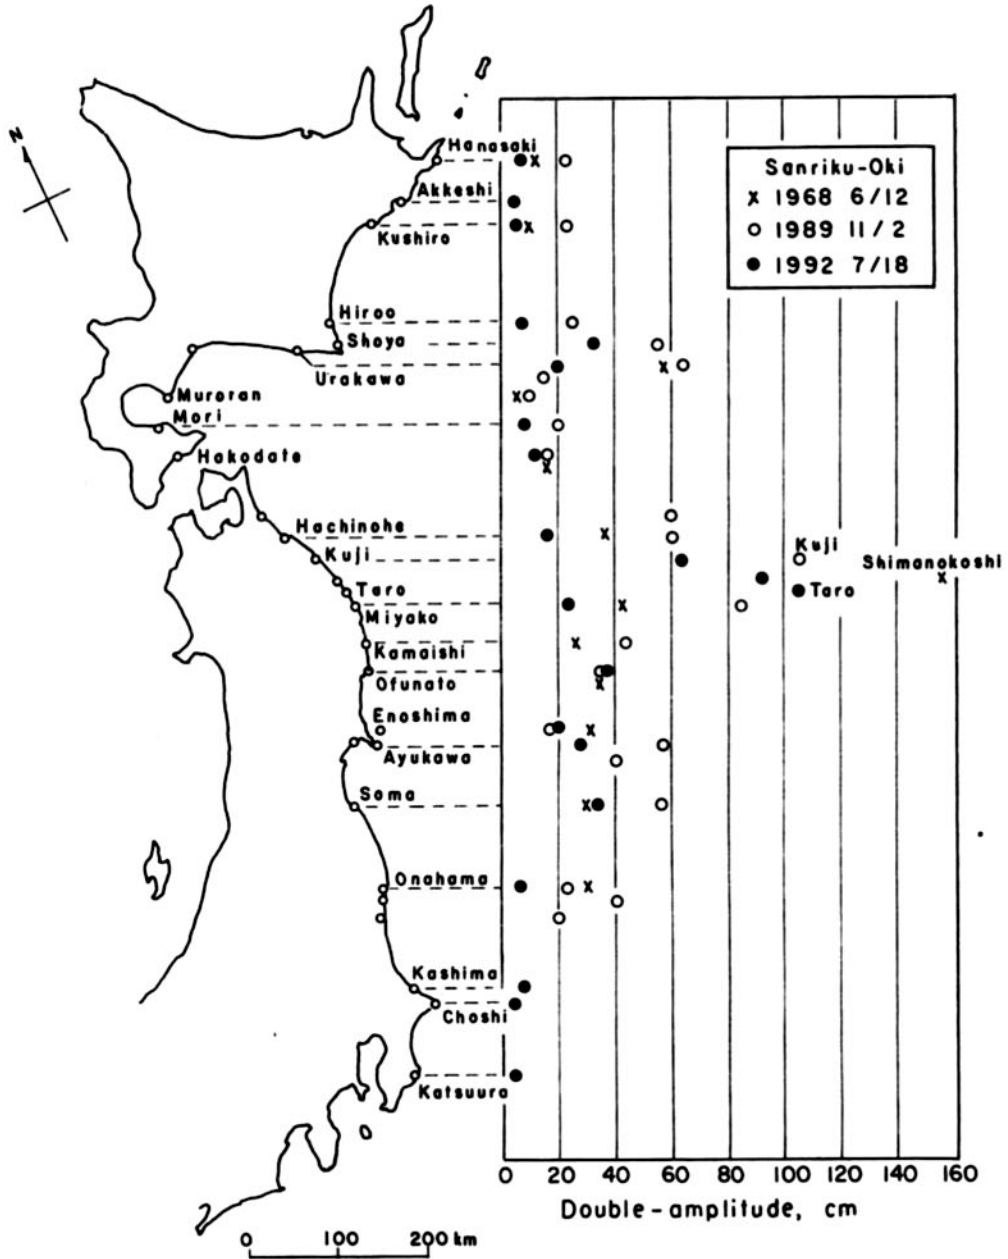 N
Hanasaki
Akkeshi
Kushiro
Hiroo
Shoya
Urakawa
Muroran
Mori
Hakodate
Hachinohe
Kuji
Taro
Miyako
Kamaishi
Ofunato
Enoshima
Ayukawa
Soma
Onahama
Kashima
Choshi
Katsuura
Sanriku-Oki
x 1968 6/12
○ 1989 11/2
● 1992 7/18
Kuji
Shimanokoshi
Taro
0 20 40 60 80 100 120 140 160
Double-amplitude, cm
0 100 200 km